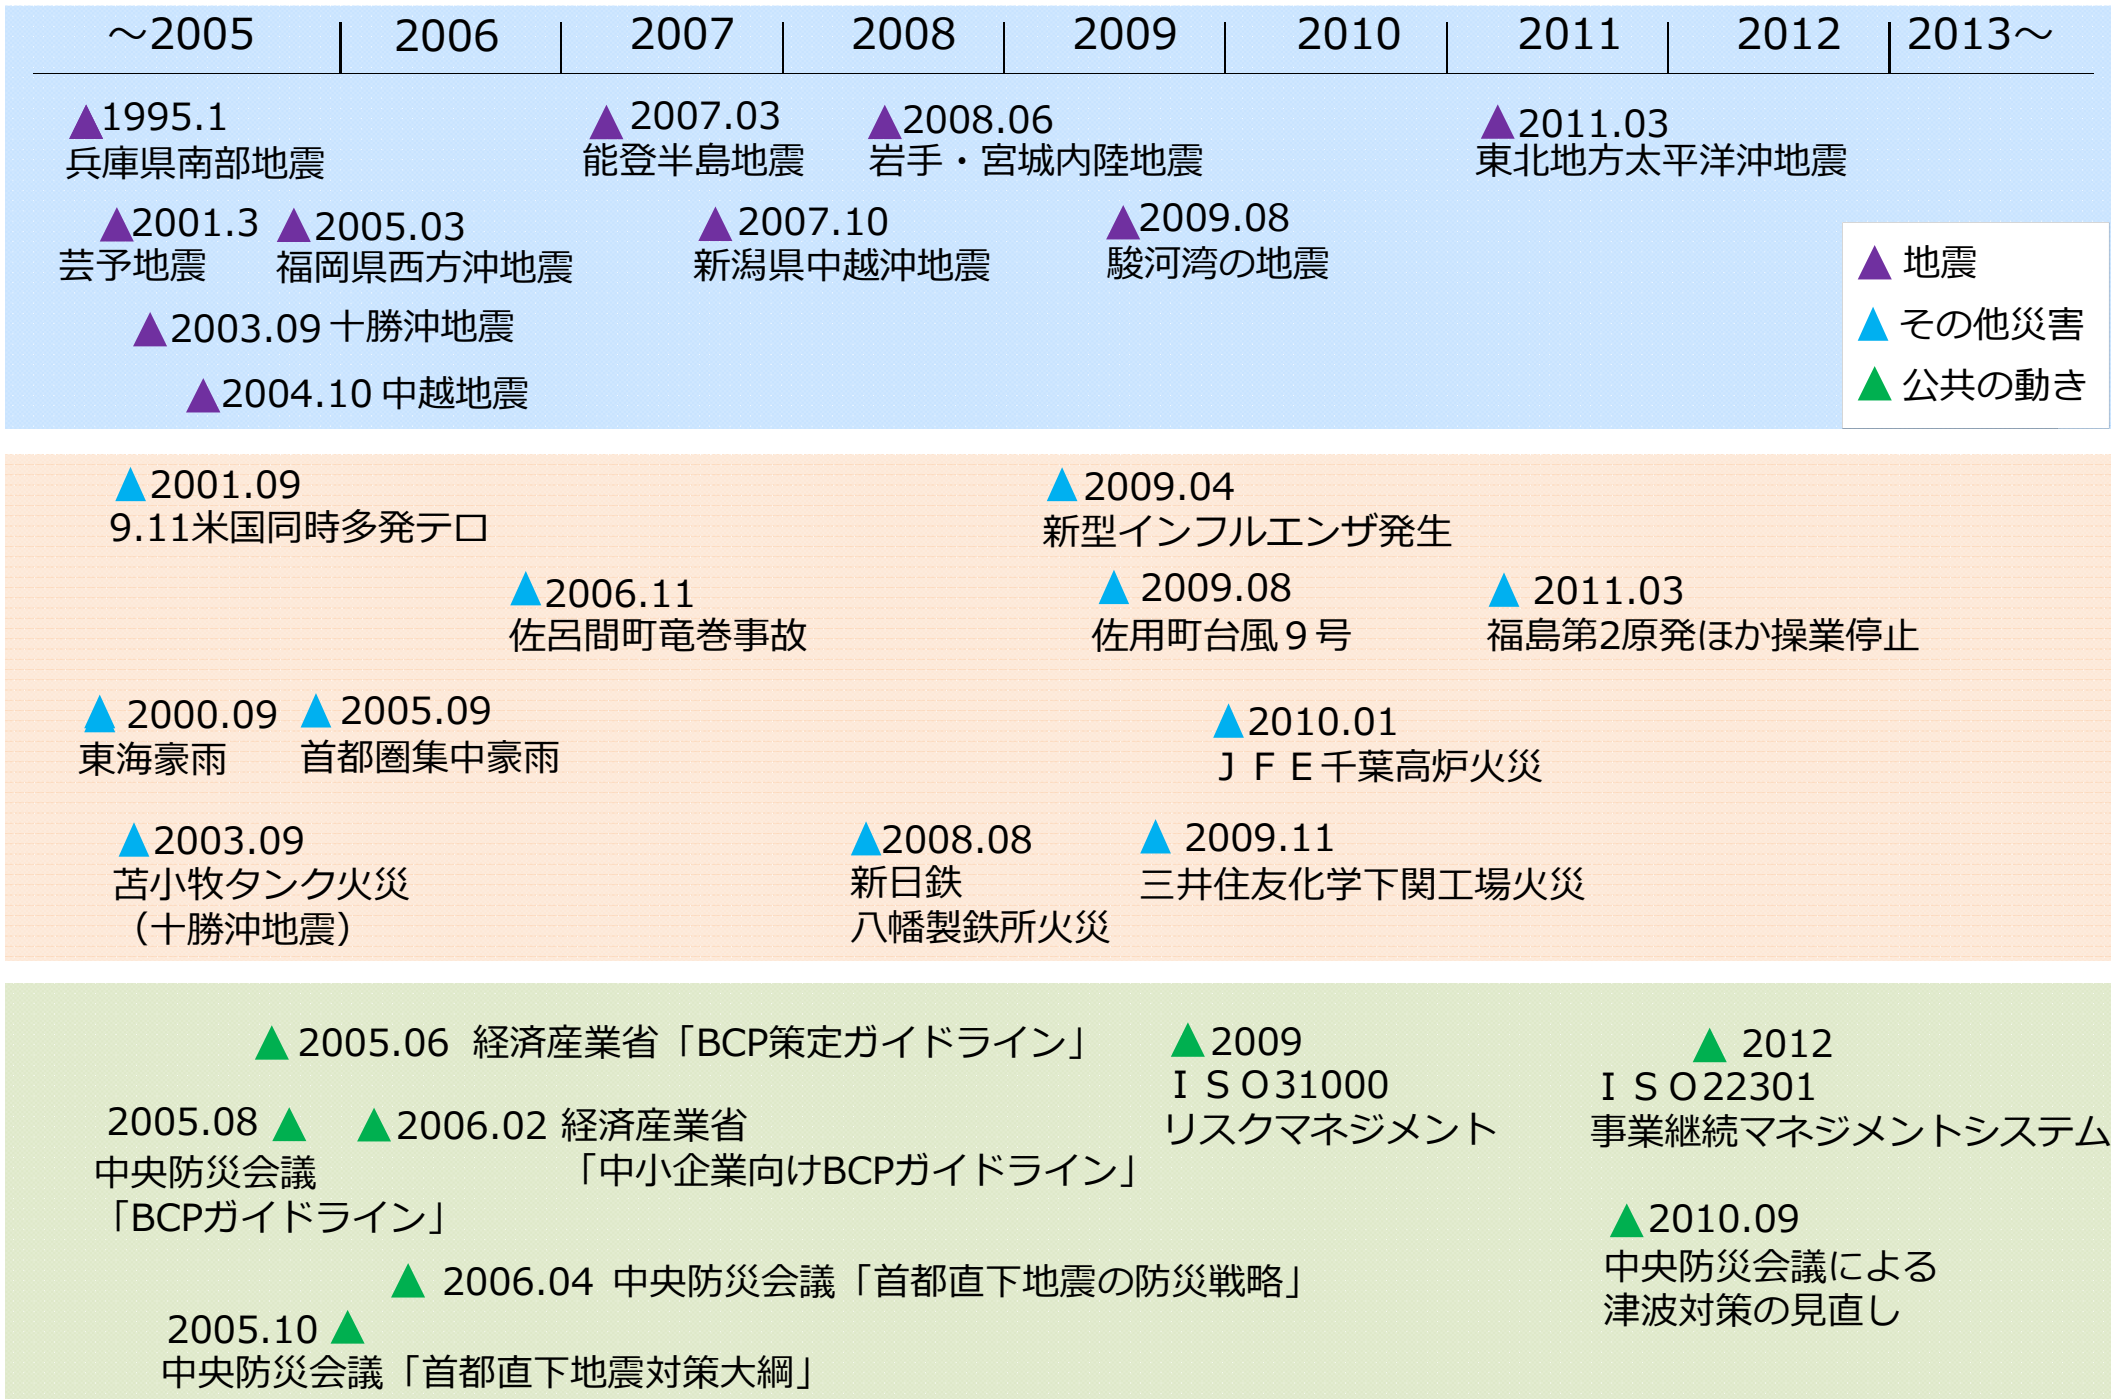 ～2005 2006 2007 2008 2009 2010 2011 2012 2013～
▲1995.1
兵庫県南部地震
▲2007.03
能登半島地震
▲2008.06
岩手・宮城内陸地震
▲2011.03
東北地方太平洋沖地震
▲2001.3
芸予地震
▲2005.03
福岡県西方沖地震
▲2007.10
新潟県中越沖地震
▲2009.08
駿河湾の地震
▲2003.09 十勝沖地震
▲2004.10 中越地震
▲ 地震
▲ その他災害
▲ 公共の動き
▲2001.09
9.11米国同時多発テロ
▲2009.04
新型インフルエンザ発生
▲2006.11
佐呂間町竜巻事故
▲ 2009.08
佐用町台風９号
▲ 2011.03
福島第2原発ほか操業停止
▲ 2000.09
東海豪雨
▲ 2005.09
首都圏集中豪雨
▲2010.01
ＪＦＥ千葉高炉火災
▲2003.09
苫小牧タンク火災
（十勝沖地震）
▲2008.08
新日鉄
八幡製鉄所火災
▲ 2009.11
三井住友化学下関工場火災
▲ 2005.06 経済産業省「BCP策定ガイドライン」
▲2009
ＩＳＯ31000
リスクマネジメント
▲ 2012
ＩＳＯ22301
事業継続マネジメントシステム
2005.08 ▲
中央防災会議
「BCPガイドライン」
▲2006.02 経済産業省
「中小企業向けBCPガイドライン」
▲2010.09
中央防災会議による
津波対策の見直し
▲ 2006.04 中央防災会議「首都直下地震の防災戦略」
2005.10 ▲
中央防災会議「首都直下地震対策大綱」